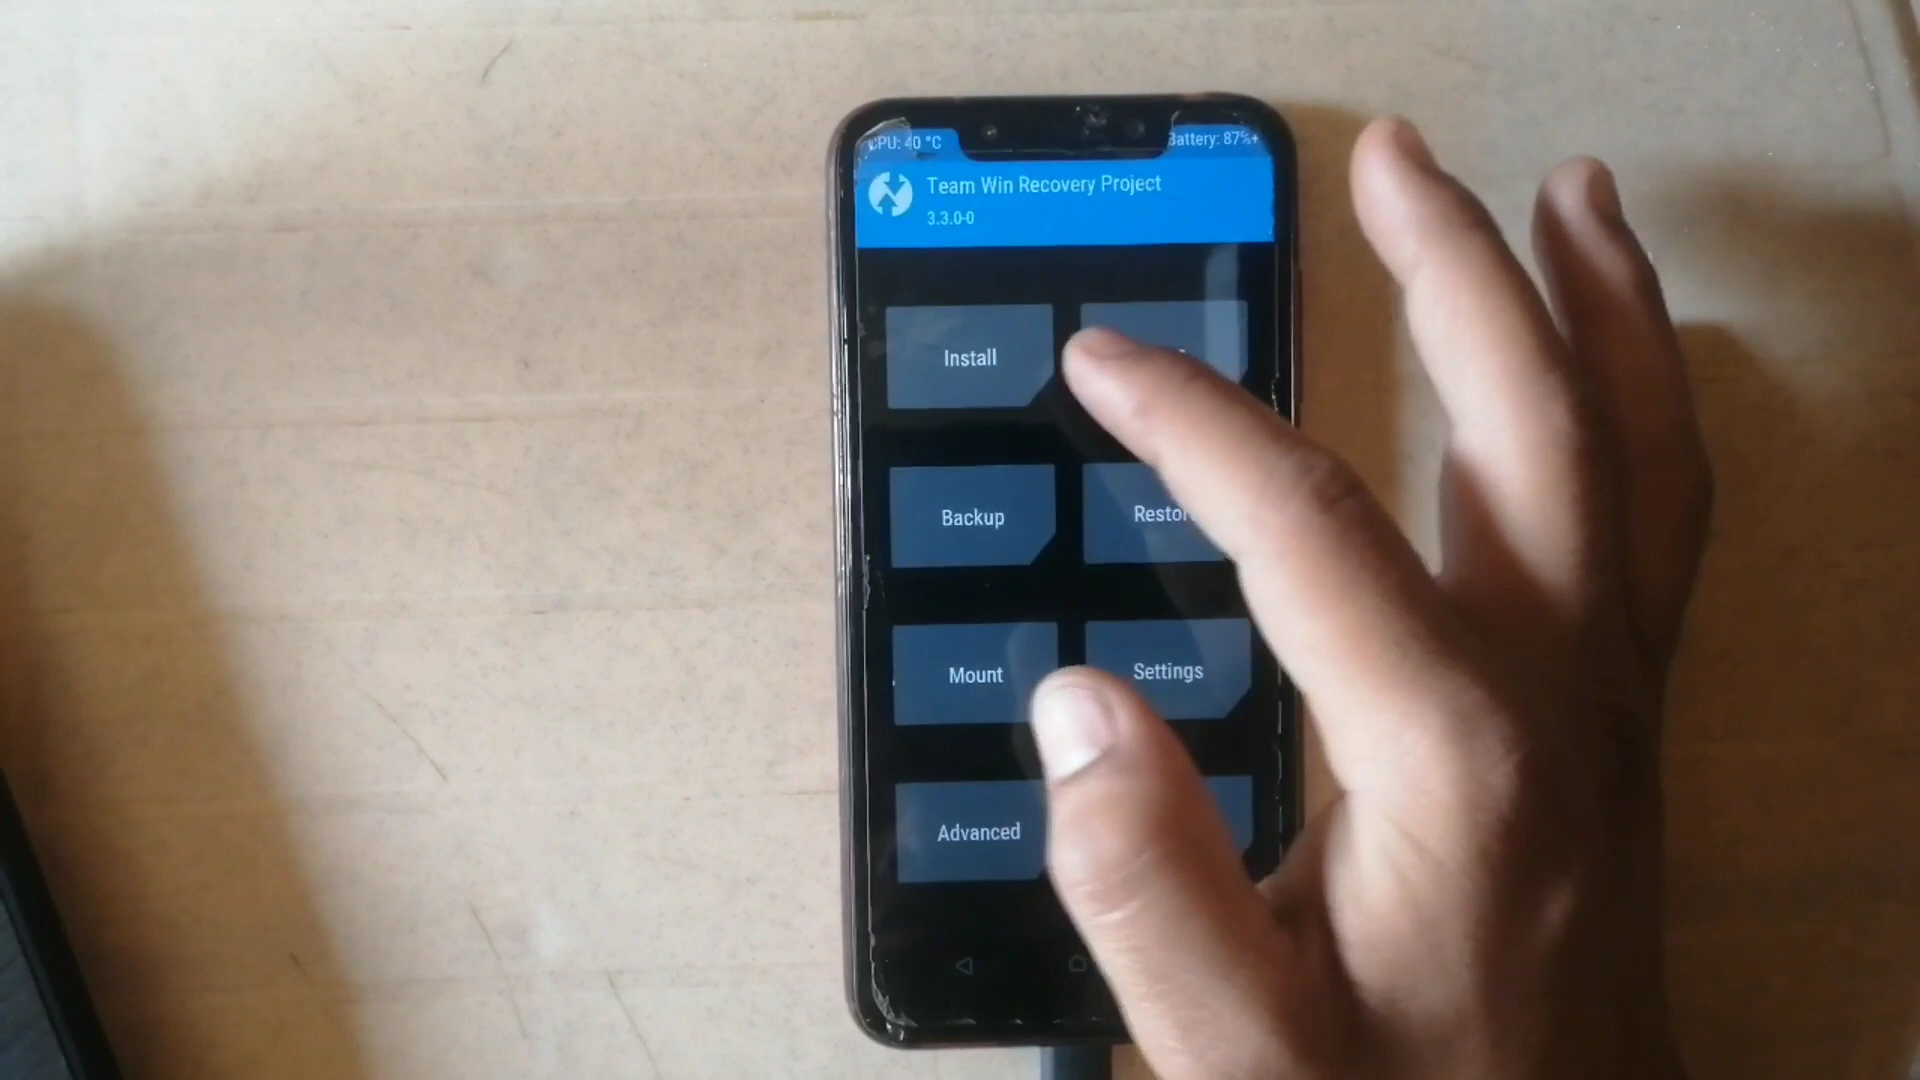 CPU: 40 °C
Battery: 87%+
Team Win Recovery Project
3.3.0-0
Install
Backup
Mount
Settings
Advanced